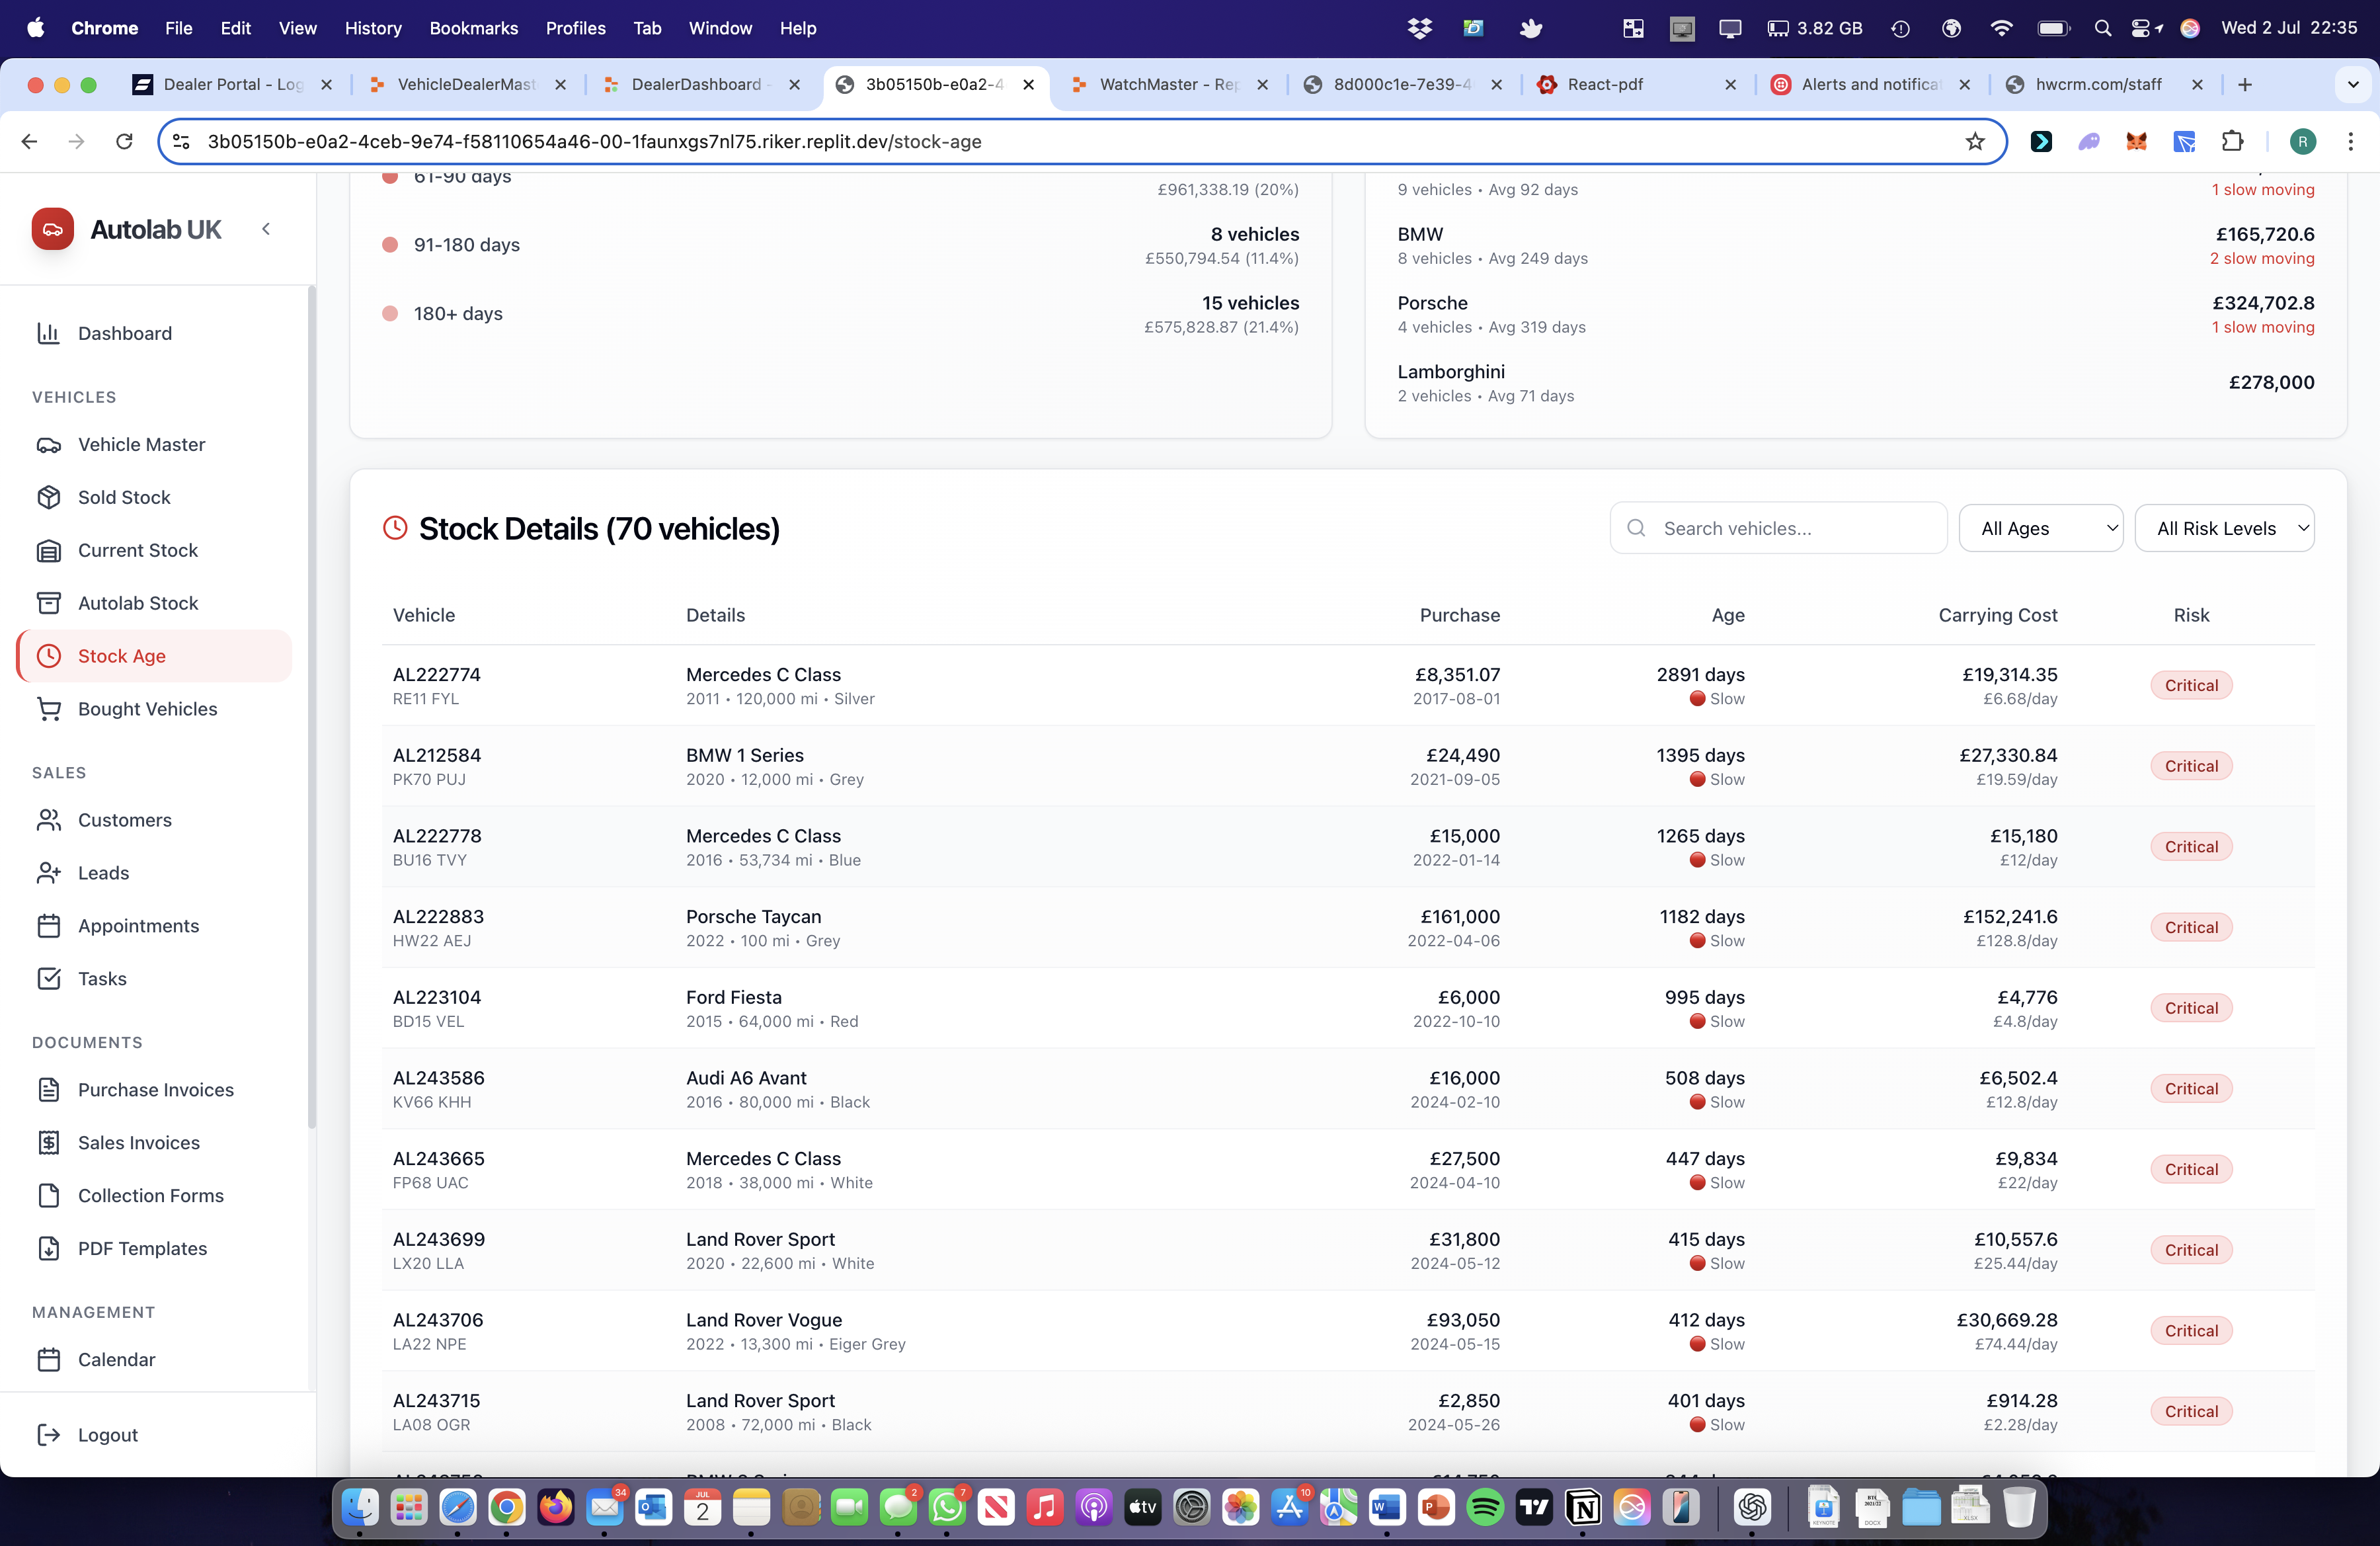 Chrome File Edit View History Bookmarks Profiles Tab Window Help 3.82 GB Wed 2 Jul 22:35
Dealer Portal - Log VehicleDealerMast DealerDashboard - 3b05150b-e0a2-4 WatchMaster - Rep 8d000c1e-7e39-4 React-pdf Alerts and notificat hwcrm.com/staff
3b05150b-e0a2-4ceb-9e74-f58110654a46-00-1faunxgs7nl75.riker.replit.dev/stock-age
R
Autolab UK
Dashboard
VEHICLES
Vehicle Master
Sold Stock
Current Stock
Autolab Stock
Stock Age
Bought Vehicles
SALES
Customers
Leads
Appointments
Tasks
DOCUMENTS
Purchase Invoices
Sales Invoices
Collection Forms
PDF Templates
MANAGEMENT
Calendar
Logout
61-90 days
£961,338.19 (20%)
91-180 days
8 vehicles
£550,794.54 (11.4%)
180+ days
15 vehicles
£575,828.87 (21.4%)
9 vehicles • Avg 92 days
1 slow moving
BMW
£165,720.6
8 vehicles • Avg 249 days
2 slow moving
Porsche
£324,702.8
4 vehicles • Avg 319 days
1 slow moving
Lamborghini
£278,000
2 vehicles • Avg 71 days
Stock Details (70 vehicles)
Search vehicles...
All Ages
All Risk Levels
Vehicle Details Purchase Age Carrying Cost Risk
AL222774 Mercedes C Class £8,351.07 2891 days £19,314.35 Critical
RE11 FYL 2011 • 120,000 mi • Silver 2017-08-01 Slow £6.68/day
AL212584 BMW 1 Series £24,490 1395 days £27,330.84 Critical
PK70 PUJ 2020 • 12,000 mi • Grey 2021-09-05 Slow £19.59/day
AL222778 Mercedes C Class £15,000 1265 days £15,180 Critical
BU16 TVY 2016 • 53,734 mi • Blue 2022-01-14 Slow £12/day
AL222883 Porsche Taycan £161,000 1182 days £152,241.6 Critical
HW22 AEJ 2022 • 100 mi • Grey 2022-04-06 Slow £128.8/day
AL223104 Ford Fiesta £6,000 995 days £4,776 Critical
BD15 VEL 2015 • 64,000 mi • Red 2022-10-10 Slow £4.8/day
AL243586 Audi A6 Avant £16,000 508 days £6,502.4 Critical
KV66 KHH 2016 • 80,000 mi • Black 2024-02-10 Slow £12.8/day
AL243665 Mercedes C Class £27,500 447 days £9,834 Critical
FP68 UAC 2018 • 38,000 mi • White 2024-04-10 Slow £22/day
AL243699 Land Rover Sport £31,800 415 days £10,557.6 Critical
LX20 LLA 2020 • 22,600 mi • White 2024-05-12 Slow £25.44/day
AL243706 Land Rover Vogue £93,050 412 days £30,669.28 Critical
LA22 NPE 2022 • 13,300 mi • Eiger Grey 2024-05-15 Slow £74.44/day
AL243715 Land Rover Sport £2,850 401 days £914.28 Critical
LA08 OGR 2008 • 72,000 mi • Black 2024-05-26 Slow £2.28/day
34
JUL
2
2
7
tv
10